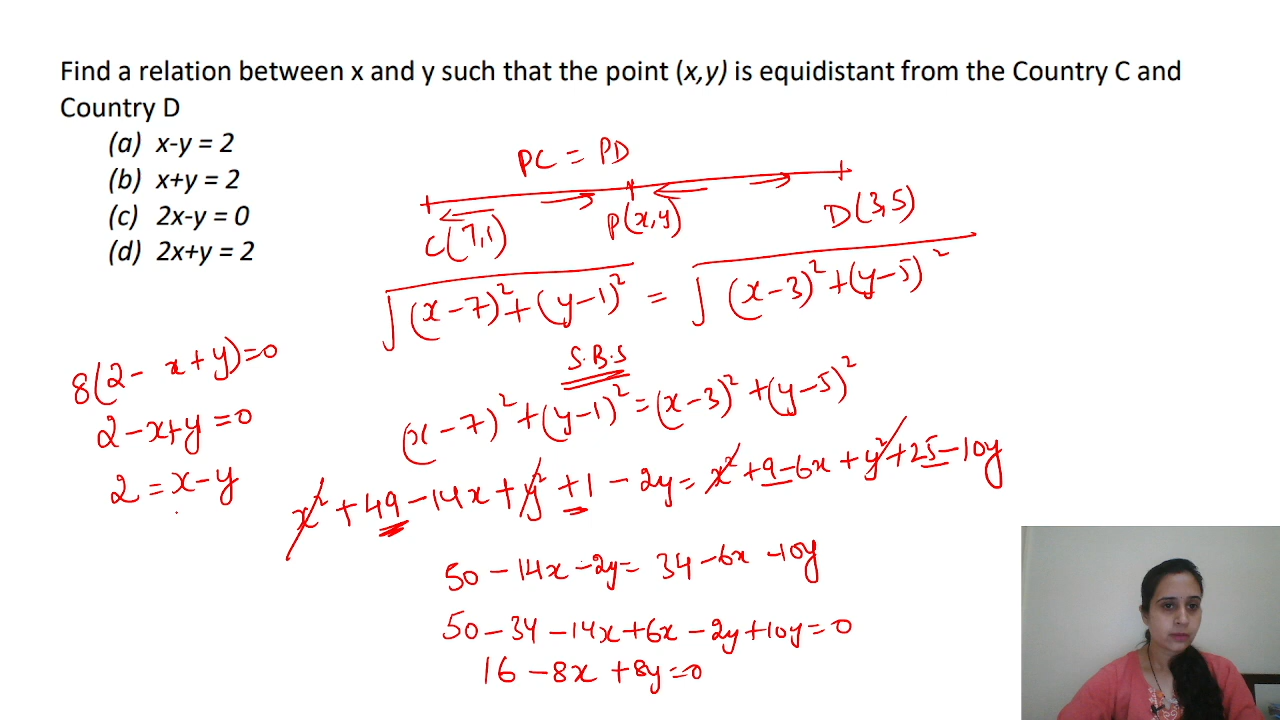 Find a relation between x and y such that the point (x,y) is equidistant from the Country C and
Country D
(a) x-y = 2
(b) x+y = 2
(c) 2x-y = 0
(d) 2x+y = 2
PC = PD
C(7,1) P(x,y) D(3,5)
√(x-7)²+(y-1)² = √(x-3)²+(y-5)²
S.B.S
(x-7)²+(y-1)²=(x-3)²+(y-5)²
x²+49-14x+y²+1-2y=x²+9-6x+y²+25-10y
50-14x-2y=34-6x-10y
50-34-14x+6x-2y+10y=0
16-8x+8y=0
8(2-x+y)=0
2-x+y=0
2=x-y